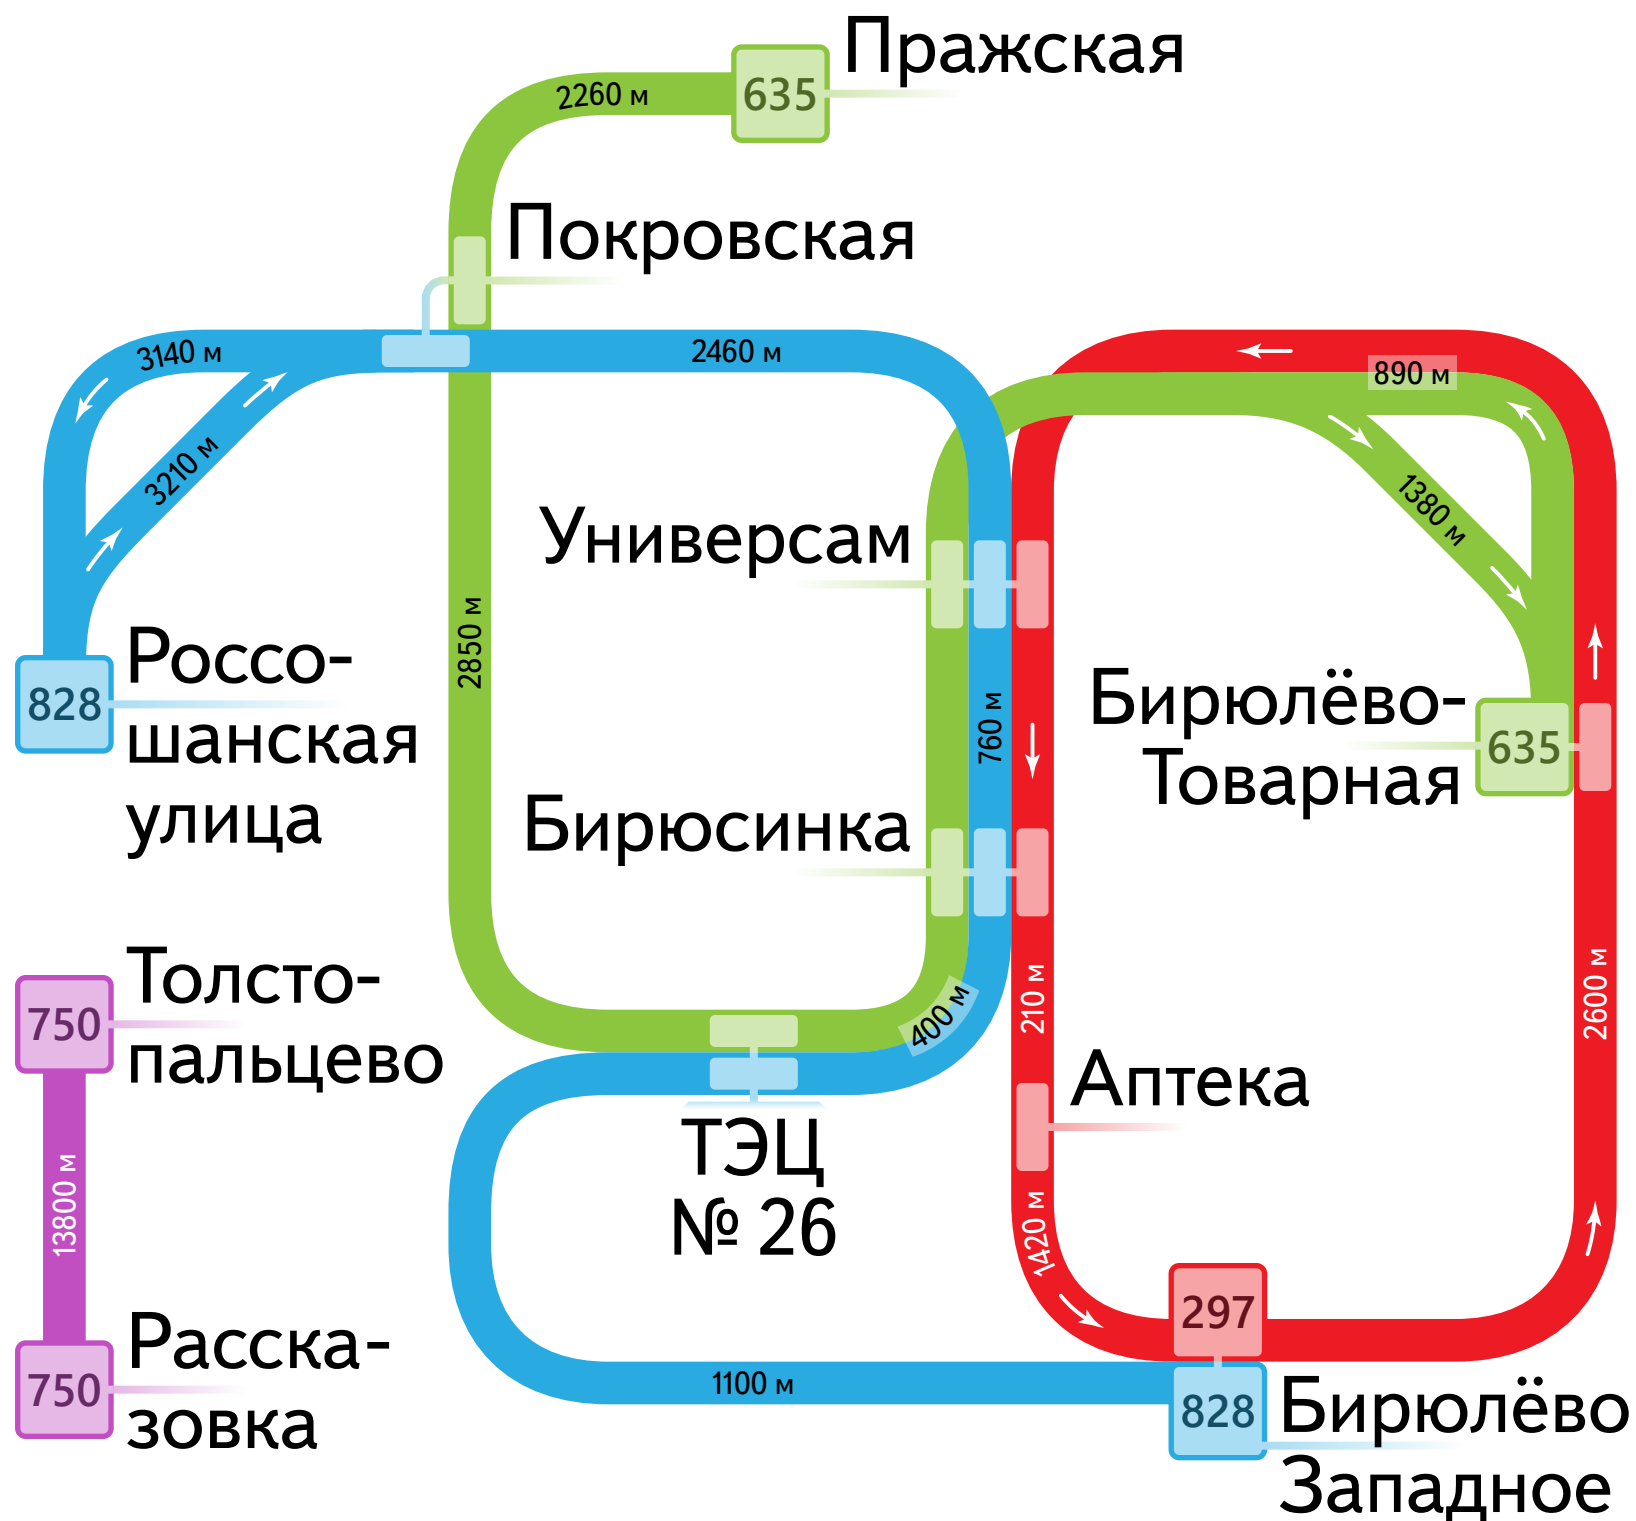 Пражская
635
2260 м
Покровская
3140 м
2460 м
890 м
3210 м
1380 м
Универсам
2850 м
760 м
828
Россо-
шанская
улица
Бирюлёво-
Товарная
635
Бирюсинка
Толсто-
пальцево
750
400 м
210 м
2600 м
Аптека
ТЭЦ
№ 26
13800 м
1420 м
297
750
Расска-
зовка
1100 м
828
Бирюлёво
Западное